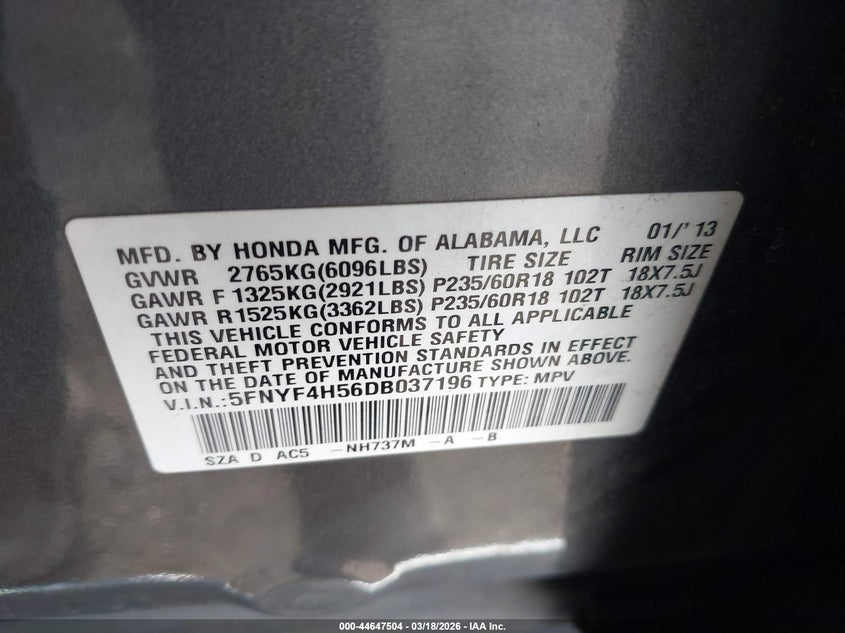 MFD. BY HONDA MFG. OF ALABAMA, LLC 01/' 13
GVWR 2765KG(6096LBS) TIRE SIZE RIM SIZE
GAWR F 1325KG(2921LBS) P235/60R18 102T 18X7.5J
GAWR R 1525KG(3362LBS) P235/60R18 102T 18X7.5J
THIS VEHICLE CONFORMS TO ALL APPLICABLE
FEDERAL MOTOR VEHICLE SAFETY
AND THEFT PREVENTION STANDARDS IN EFFECT
ON THE DATE OF MANUFACTURE SHOWN ABOVE.
V.I.N.: 5FNYF4H56DB037196 TYPE: MPV
SZA D AC5 -NH737M -A -B
000-44647504 | 03/18/2026 - IAA Inc.